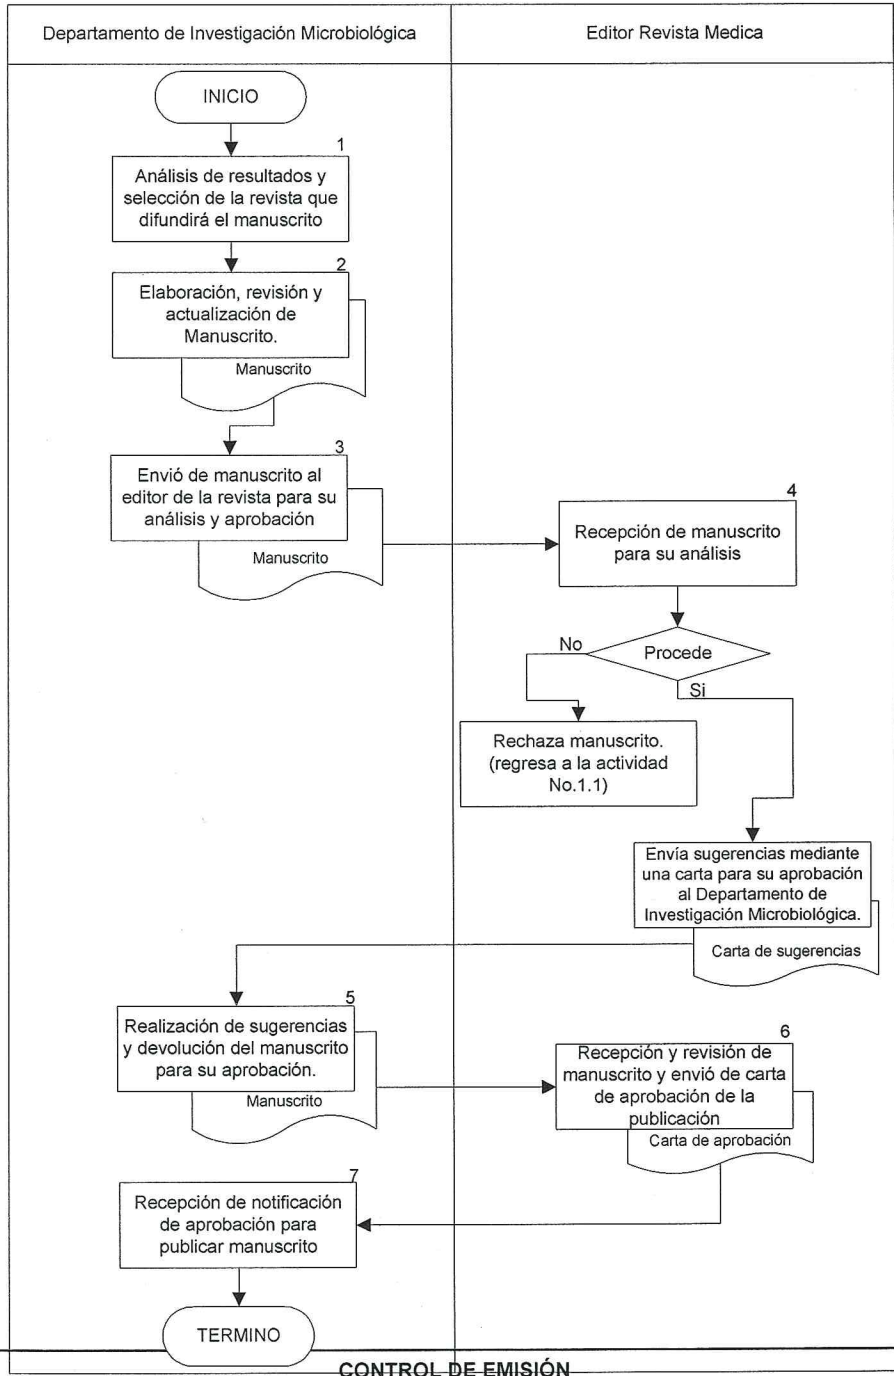 Departamento de Investigación Microbiológica
Editor Revista Medica
INICIO
1
Análisis de resultados y
selección de la revista que
difundirá el manuscrito
2
Elaboración, revisión y
actualización de
Manuscrito.
Manuscrito
3
Envió de manuscrito al
editor de la revista para su
análisis y aprobación
Manuscrito
4
Recepción de manuscrito
para su análisis
Procede
No
Si
Rechaza manuscrito.
(regresa a la actividad
No.1.1)
Envía sugerencias mediante
una carta para su aprobación
al Departamento de
Investigación Microbiológica.
Carta de sugerencias
5
Realización de sugerencias
y devolución del manuscrito
para su aprobación.
Manuscrito
6
Recepción y revisión de
manuscrito y envió de carta
de aprobación de la
publicación
Carta de aprobación
7
Recepción de notificación
de aprobación para
publicar manuscrito
TERMINO
CONTROL DE EMISIÓN